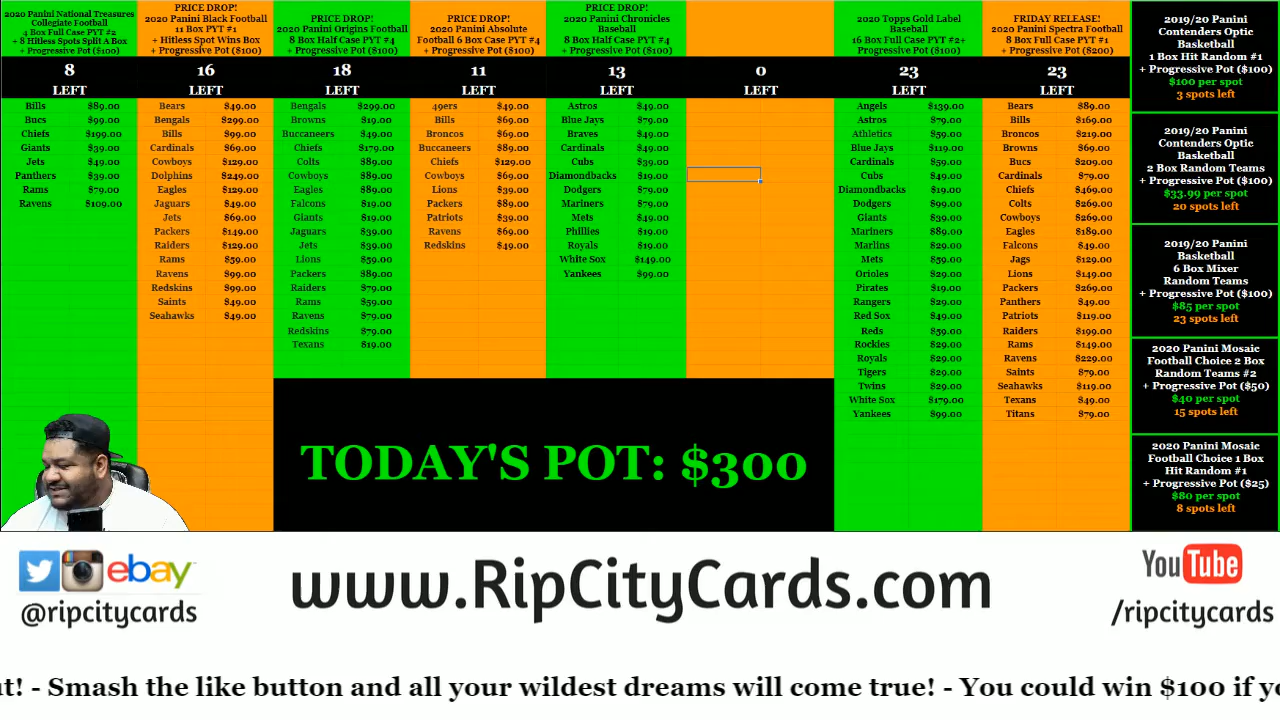 2020 Panini National Treasures
Collegiate Football
4 Box Full Case PYT #2
+ 8 Hitless Spots Split A Box
+ Progressive Pot ($100)
8
LEFT
Bills $89.00
Bucs $99.00
Chiefs $199.00
Giants $39.00
Jets $49.00
Panthers $39.00
Rams $79.00
Ravens $109.00
PRICE DROP!
2020 Panini Black Football
11 Box PYT #1
+ Hitless Spot Wins Box
+ Progressive Pot ($100)
16
LEFT
Bears $49.00
Bengals $299.00
Bills $99.00
Cardinals $69.00
Cowboys $129.00
Dolphins $249.00
Eagles $129.00
Jaguars $49.00
Jets $69.00
Packers $149.00
Raiders $129.00
Rams $59.00
Ravens $99.00
Redskins $99.00
Saints $49.00
Seahawks $49.00
PRICE DROP!
2020 Panini Origins Football
8 Box Half Case PYT #4
+ Progressive Pot ($100)
18
LEFT
Bengals $299.00
Browns $19.00
Buccaneers $49.00
Chiefs $179.00
Colts $89.00
Cowboys $89.00
Eagles $89.00
Falcons $19.00
Giants $19.00
Jaguars $39.00
Jets $39.00
Lions $59.00
Packers $89.00
Raiders $79.00
Rams $59.00
Ravens $79.00
Redskins $79.00
Texans $19.00
PRICE DROP!
2020 Panini Absolute
Football 6 Box Case PYT #4
+ Progressive Pot ($100)
11
LEFT
49ers $49.00
Bills $69.00
Broncos $69.00
Buccaneers $89.00
Chiefs $129.00
Cowboys $69.00
Lions $39.00
Packers $89.00
Patriots $39.00
Ravens $69.00
Redskins $49.00
PRICE DROP!
2020 Panini Chronicles
Baseball
8 Box Half Case PYT #4
+ Progressive Pot ($100)
13
LEFT
Astros $49.00
Blue Jays $79.00
Braves $49.00
Cardinals $49.00
Cubs $39.00
Diamondbacks $19.00
Dodgers $79.00
Mariners $79.00
Mets $49.00
Phillies $19.00
Royals $19.00
White Sox $149.00
Yankees $99.00
0
LEFT
2020 Topps Gold Label
Baseball
16 Box Full Case PYT #2+
+ Progressive Pot ($100)
23
LEFT
Angels $139.00
Astros $79.00
Athletics $59.00
Blue Jays $119.00
Cardinals $59.00
Cubs $49.00
Diamondbacks $19.00
Dodgers $99.00
Giants $39.00
Mariners $89.00
Marlins $29.00
Mets $59.00
Orioles $29.00
Pirates $19.00
Rangers $29.00
Red Sox $49.00
Reds $59.00
Rockies $29.00
Royals $29.00
Tigers $29.00
Twins $29.00
White Sox $179.00
Yankees $99.00
FRIDAY RELEASE!
2020 Panini Spectra Football
8 Box Full Case PYT #1
+ Progressive Pot ($200)
23
LEFT
Bears $89.00
Bills $169.00
Broncos $219.00
Browns $69.00
Bucs $209.00
Cardinals $79.00
Chiefs $469.00
Colts $269.00
Cowboys $269.00
Eagles $189.00
Falcons $49.00
Jags $129.00
Lions $149.00
Packers $269.00
Panthers $49.00
Patriots $119.00
Raiders $199.00
Rams $149.00
Ravens $229.00
Saints $79.00
Seahawks $119.00
Texans $49.00
Titans $79.00
2019/20 Panini
Contenders Optic
Basketball
1 Box Hit Random #1
+ Progressive Pot ($100)
$100 per spot
3 spots left
2019/20 Panini
Contenders Optic
Basketball
2 Box Random Teams
+ Progressive Pot ($100)
$33.99 per spot
20 spots left
2019/20 Panini
Basketball
6 Box Mixer
Random Teams
+ Progressive Pot ($100)
$85 per spot
23 spots left
2020 Panini Mosaic
Football Choice 2 Box
Random Teams #2
+ Progressive Pot ($50)
$40 per spot
15 spots left
2020 Panini Mosaic
Football Choice 1 Box
Hit Random #1
+ Progressive Pot ($25)
$80 per spot
8 spots left
TODAY'S POT: $300
ebay
@ripcitycards
www.RipCityCards.com
YouTube
/ripcitycards
t! - Smash the like button and all your wildest dreams will come true! - You could win $100 if yo